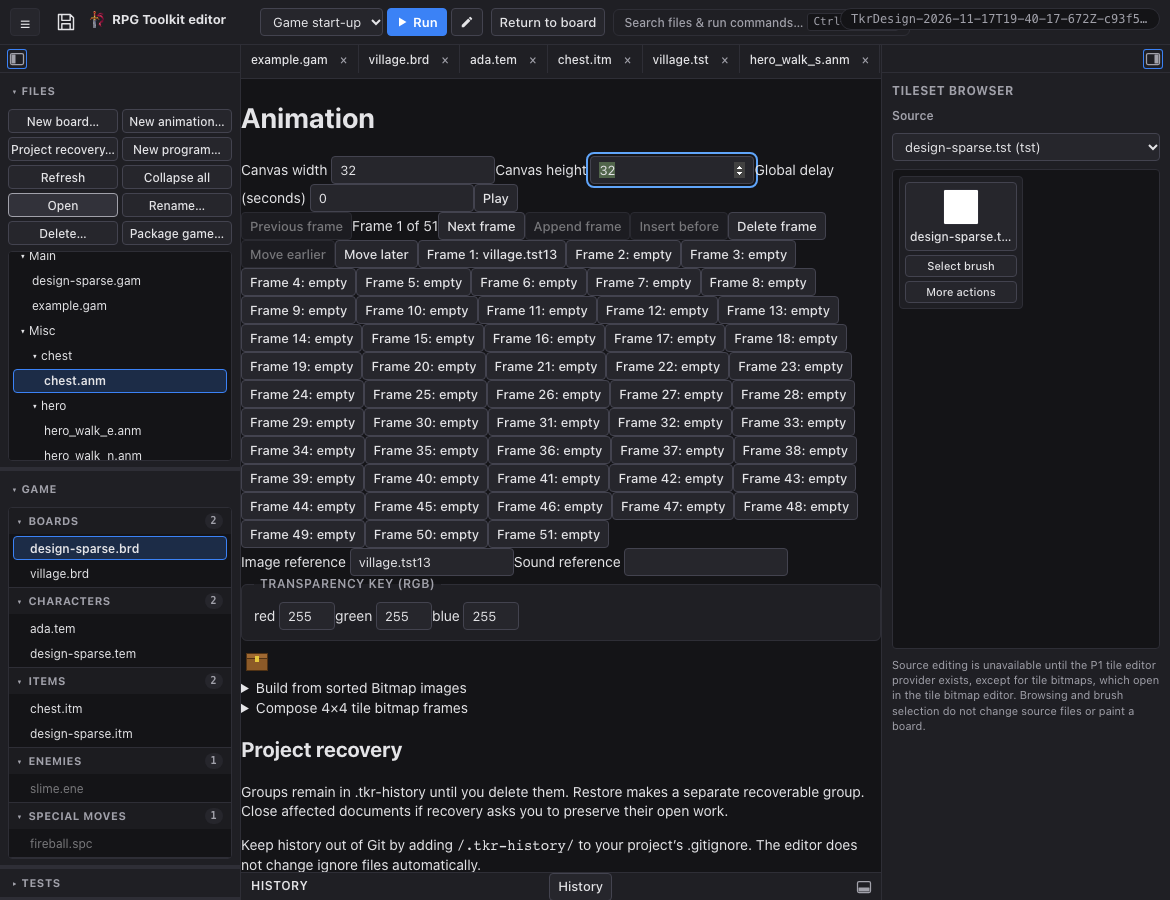 RPG Toolkit editor
Game start-up
Run
Return to board
Search files & run commands...
Ctrl
TkrDesign-2026-11-17T19-40-17-672Z-c93f5…
example.gam ×
village.brd ×
ada.tem ×
chest.itm ×
village.tst ×
hero_walk_s.anm ×
FILES
New board...
New animation...
Project recovery...
New program...
Refresh
Collapse all
Open
Rename...
Delete...
Package game...
Main
design-sparse.gam
example.gam
Misc
chest
chest.anm
hero
hero_walk_e.anm
hero_walk_n.anm
GAME
BOARDS 2
design-sparse.brd
village.brd
CHARACTERS 2
ada.tem
design-sparse.tem
ITEMS 2
chest.itm
design-sparse.itm
ENEMIES 1
slime.ene
SPECIAL MOVES 1
fireball.spc
TESTS
Animation
Canvas width 32 Canvas height 32 Global delay
(seconds) 0 Play
Previous frame Frame 1 of 51 Next frame Append frame Insert before Delete frame
Move earlier Move later Frame 1: village.tst13 Frame 2: empty Frame 3: empty
Frame 4: empty Frame 5: empty Frame 6: empty Frame 7: empty Frame 8: empty
Frame 9: empty Frame 10: empty Frame 11: empty Frame 12: empty Frame 13: empty
Frame 14: empty Frame 15: empty Frame 16: empty Frame 17: empty Frame 18: empty
Frame 19: empty Frame 20: empty Frame 21: empty Frame 22: empty Frame 23: empty
Frame 24: empty Frame 25: empty Frame 26: empty Frame 27: empty Frame 28: empty
Frame 29: empty Frame 30: empty Frame 31: empty Frame 32: empty Frame 33: empty
Frame 34: empty Frame 35: empty Frame 36: empty Frame 37: empty Frame 38: empty
Frame 39: empty Frame 40: empty Frame 41: empty Frame 42: empty Frame 43: empty
Frame 44: empty Frame 45: empty Frame 46: empty Frame 47: empty Frame 48: empty
Frame 49: empty Frame 50: empty Frame 51: empty
Image reference village.tst13 Sound reference
TRANSPARENCY KEY (RGB)
red 255 green 255 blue 255
Build from sorted Bitmap images
Compose 4×4 tile bitmap frames
Project recovery
Groups remain in .tkr-history until you delete them. Restore makes a separate recoverable group.
Close affected documents if recovery asks you to preserve their open work.
Keep history out of Git by adding /.tkr-history/ to your project's .gitignore. The editor does
not change ignore files automatically.
HISTORY
History
TILESET BROWSER
Source
design-sparse.tst (tst)
design-sparse.t...
Select brush
More actions
Source editing is unavailable until the P1 tile editor
provider exists, except for tile bitmaps, which open
in the tile bitmap editor. Browsing and brush
selection do not change source files or paint a
board.